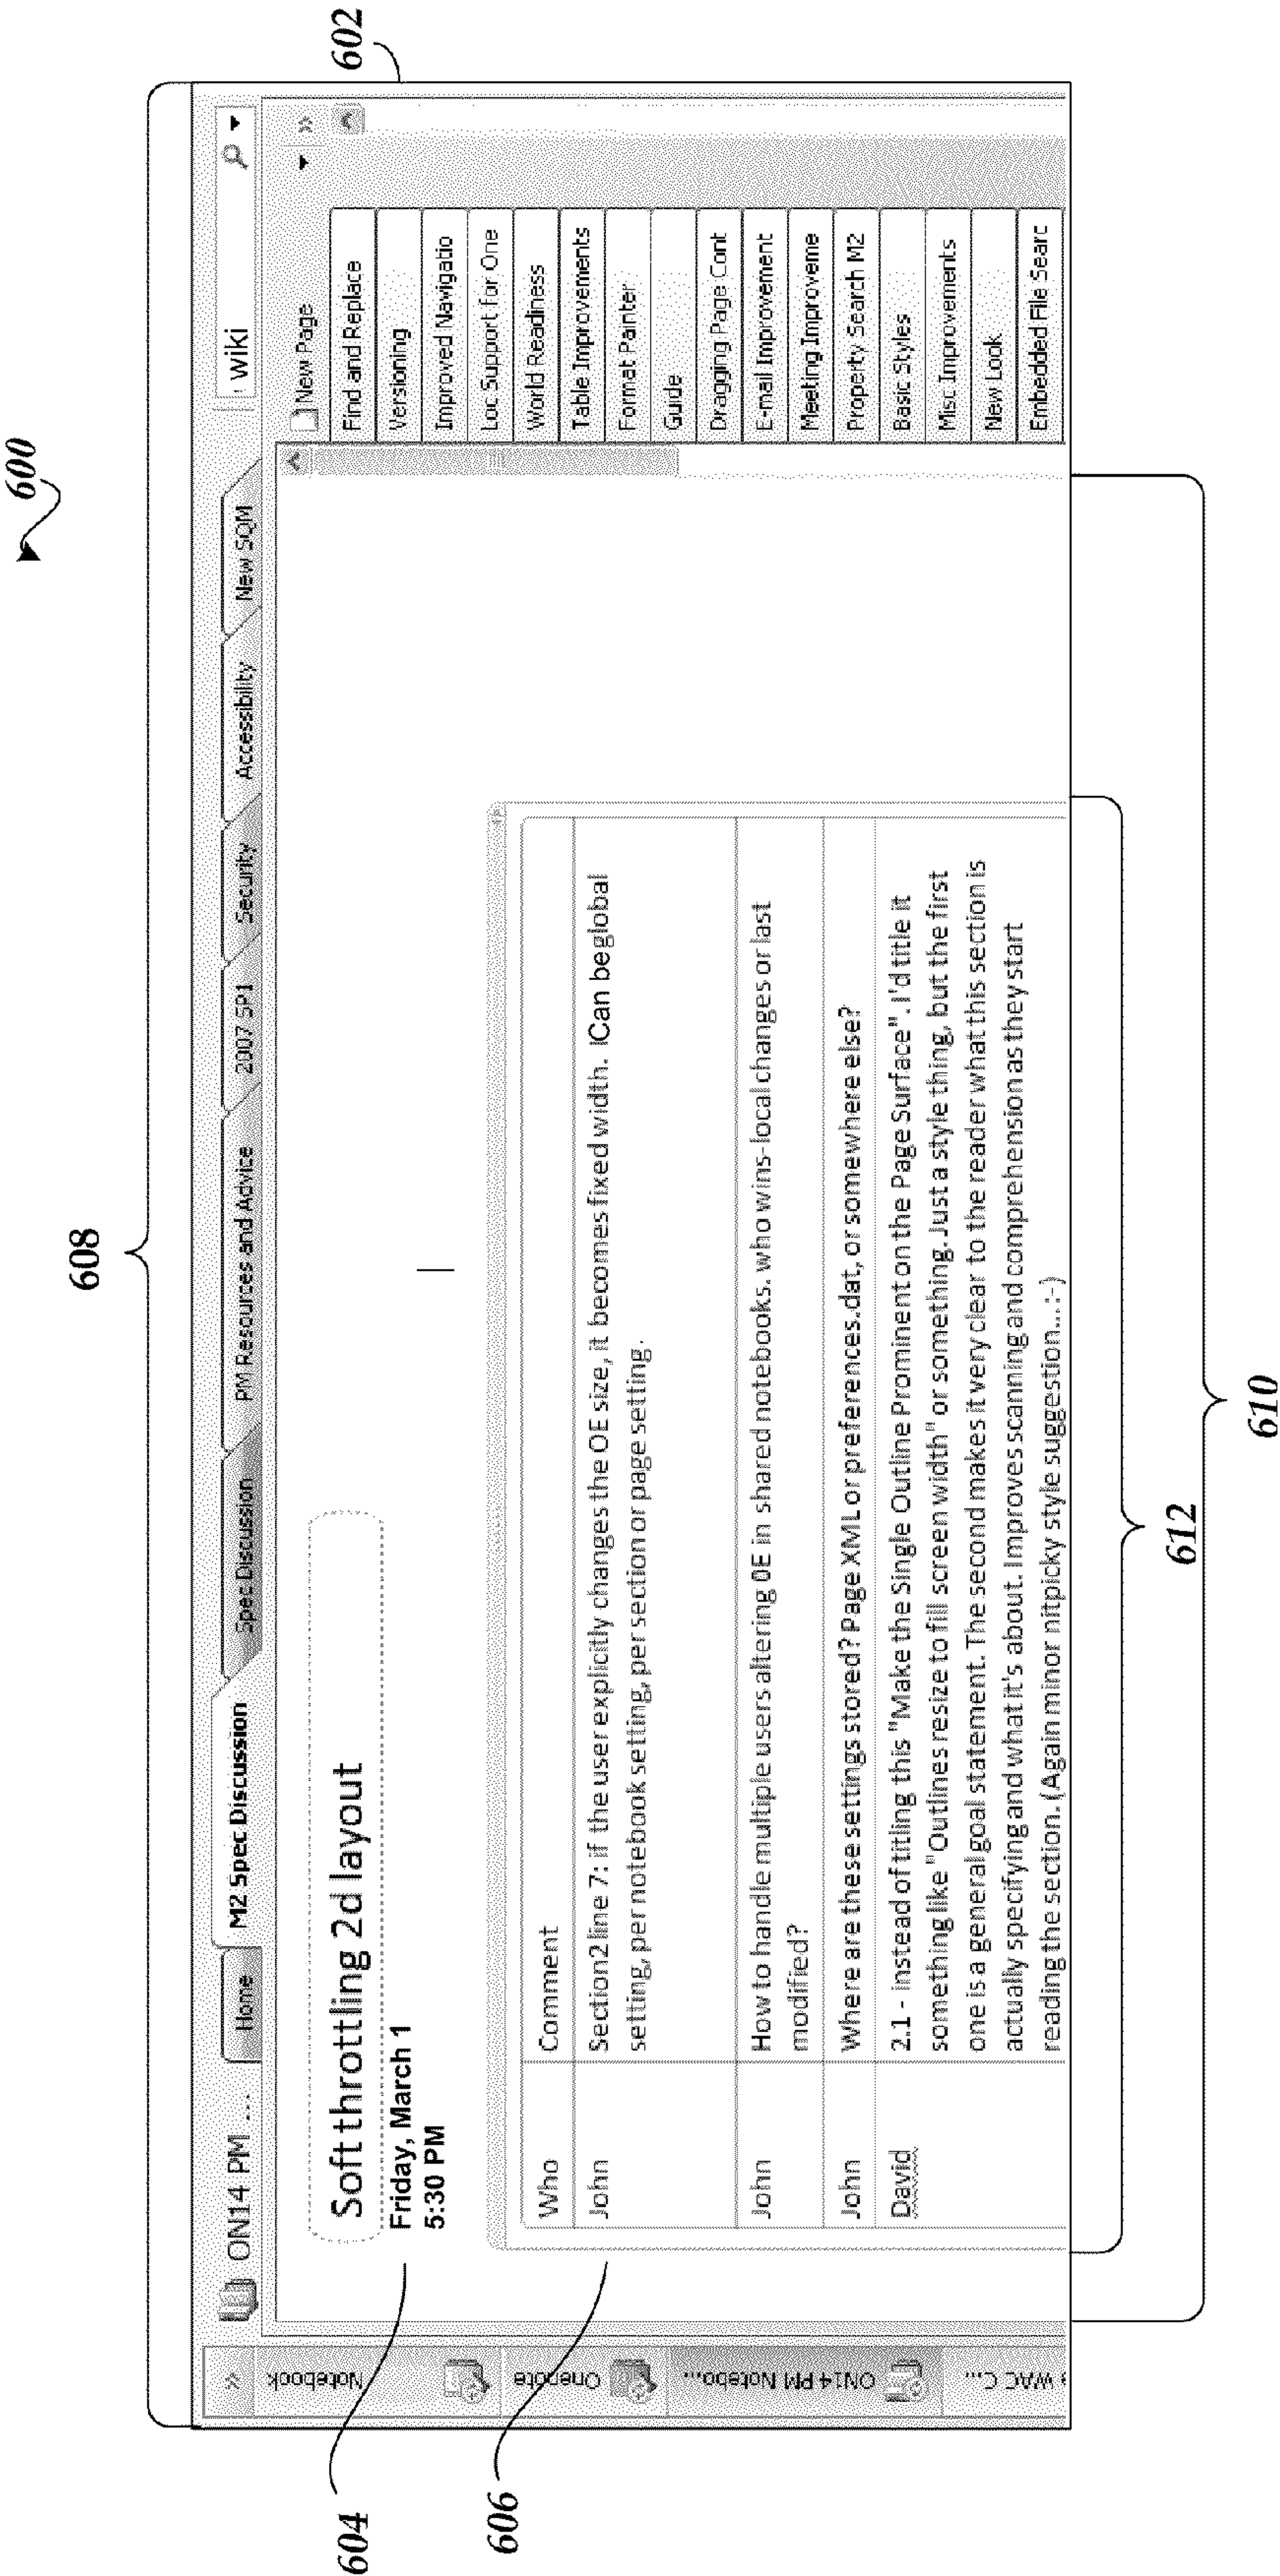 600
608
602
ON14 PM ...
Home
M2 Spec Discussion
Spec Discussion
PM Resources and Advice
2007 SP1
Security
Accessibility
New SQM
wiki
Notebook
Onenote
ON14 PM Notebo...
WAC C...
Soft throttling 2d layout
Friday, March 1
5:30 PM
604
606
Who Comment
John Section 2 line 7: if the user explicitly changes the OE size, it becomes fixed width. ICan be global
setting, per notebook setting, per section or page setting.
John How to handle multiple users altering OE in shared notebooks. who wins-local changes or last
modified?
John Where are these settings stored? Page XML or preferences.dat, or somewhere else?
David 2.1 - instead of titling this "Make the Single Outline Prominent on the Page Surface". I'd title it
something like "Outlines resize to fill screen width" or something. Just a style thing, but the first
one is a general goal statement. The second makes it very clear to the reader what this section is
actually specifying and what it's about. Improves scanning and comprehension as they start
reading the section. (Again minor nitpicky style suggestion...:-)
New Page
Find and Replace
Versioning
Improved Navigatio
Loc Support for One
World Readiness
Table Improvements
Format Painter
Guide
Dragging Page Cont
E-mail Improvement
Meeting Improveme
Property Search M2
Basic Styles
Misc Improvements
New Look
Embedded File Searc
612
610